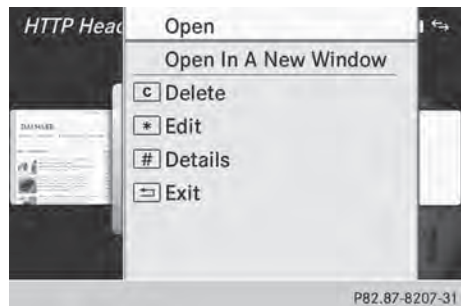 HTTP Head
Open
Open In A New Window
c Delete
* Edit
# Details
Exit
P82.87-8207-31